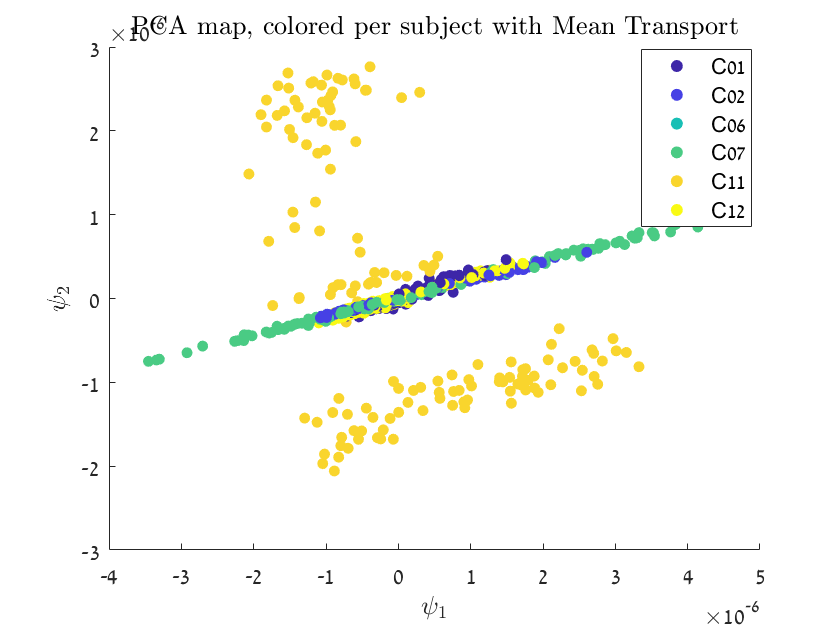 PCA map, colored per subject with Mean Transport
×10⁻⁶
3
2
1
0
-1
-2
-3
ψ₂
C01
C02
C06
C07
C11
C12
-4 -3 -2 -1 0 1 2 3 4 5
ψ₁
×10⁻⁶